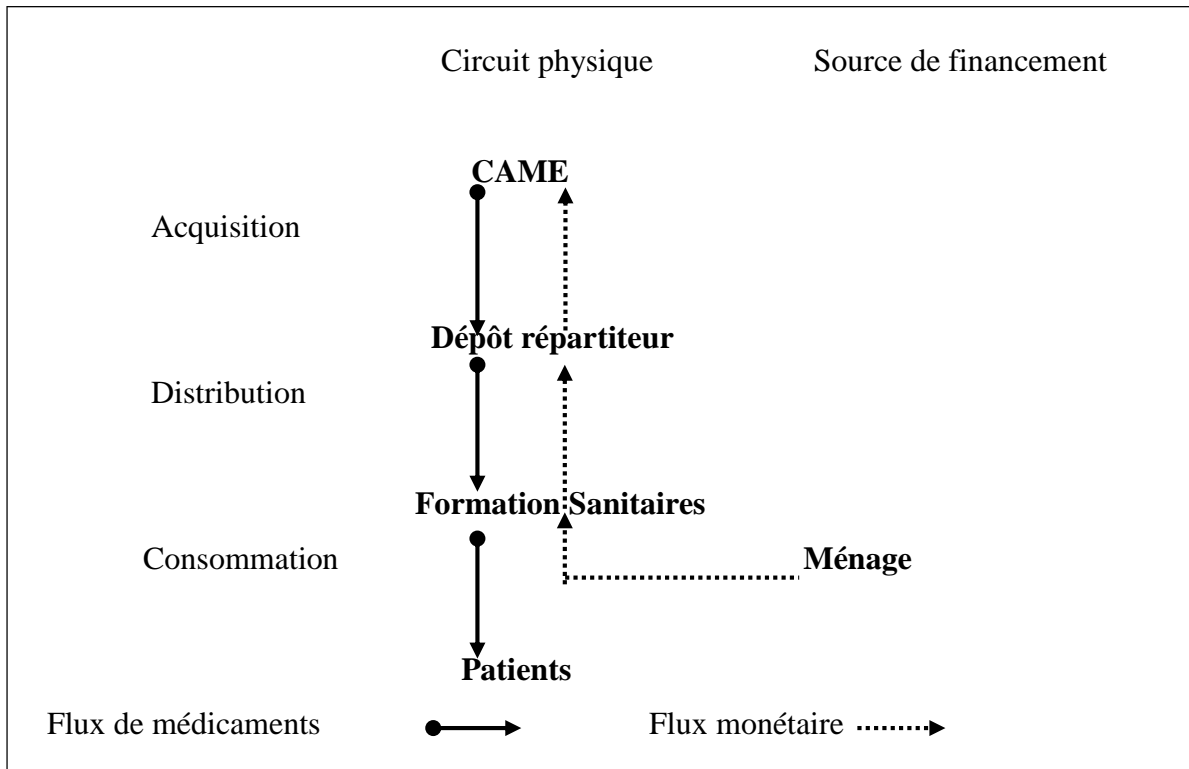 Circuit physique Source de financement
CAME
Acquisition
Dépôt répartiteur
Distribution
Formation Sanitaires
Consommation Ménage
Patients
Flux de médicaments Flux monétaire